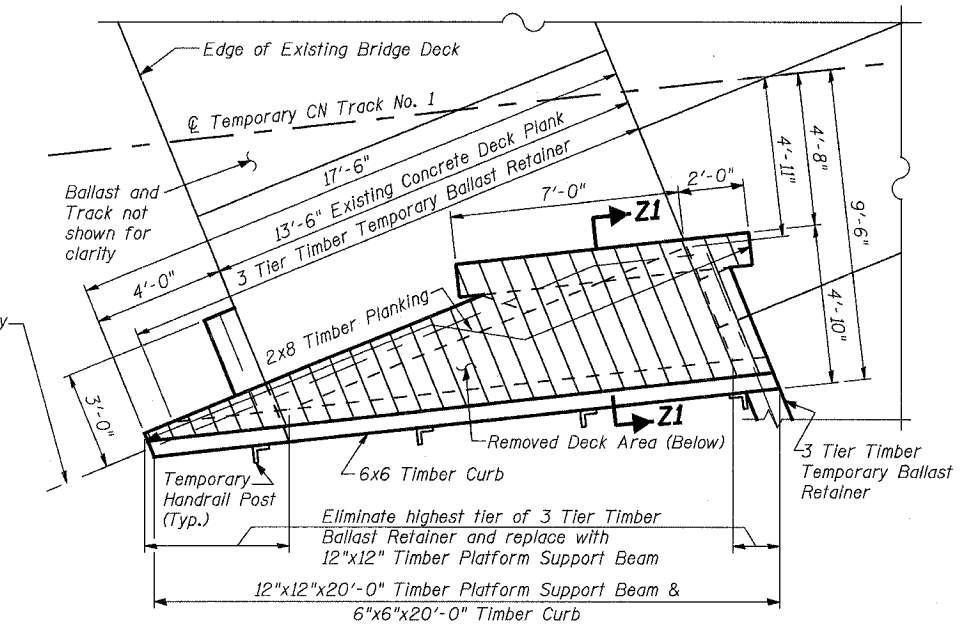 Edge of Existing Bridge Deck
℄ Temporary CN Track No. 1
17'-6"
13'-6" Existing Concrete Deck Plank
3 Tier Timber Temporary Ballast Retainer
Ballast and
Track not
shown for
clarity
4'-0"
7'-0"
2'-0"
Z1
4'-11"
4'-8"
9'-6"
4'-10"
2x8 Timber Planking
y
3'-0"
Z1
Removed Deck Area (Below)
6x6 Timber Curb
Temporary
Handrail Post
(Typ.)
3 Tier Timber
Temporary Ballast
Retainer
Eliminate highest tier of 3 Tier Timber
Ballast Retainer and replace with
12"x12" Timber Platform Support Beam
12"x12"x20'-0" Timber Platform Support Beam &
6"x6"x20'-0" Timber Curb